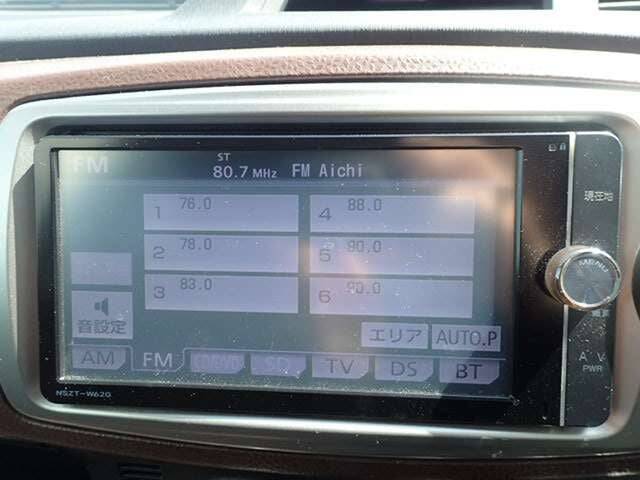 FM
ST
80.7 MHz FM Aichi
現在地
1 76.0
4 88.0
2 78.0
5 90.0
3 83.0
6 90.0
MENU
音設定
エリア AUTO.P
AM FM CD/DVD SD TV DS BT
∧ ∨
PWR
NSZT-W62G